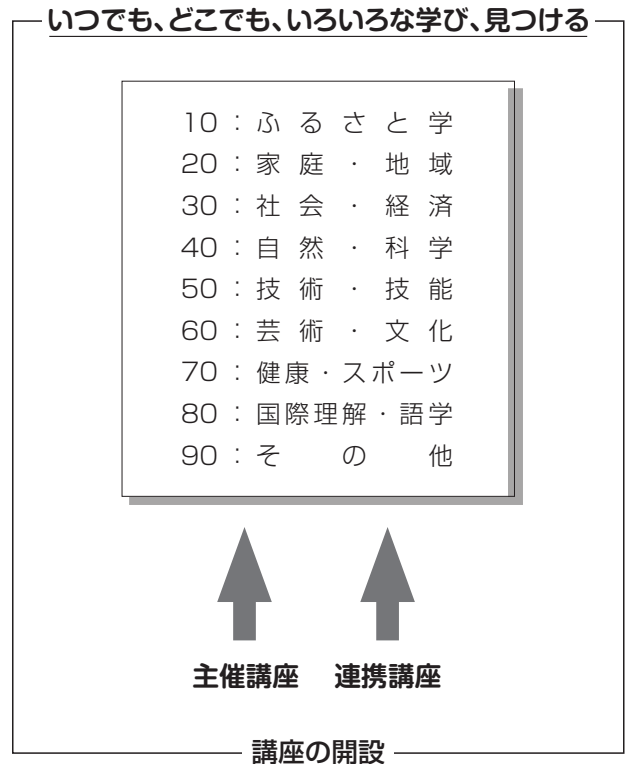 いつでも、どこでも、いろいろな学び、見つける
10：ふるさと学
20：家庭・地域
30：社会・経済
40：自然・科学
50：技術・技能
60：芸術・文化
70：健康・スポーツ
80：国際理解・語学
90：その他
主催講座 連携講座
講座の開設